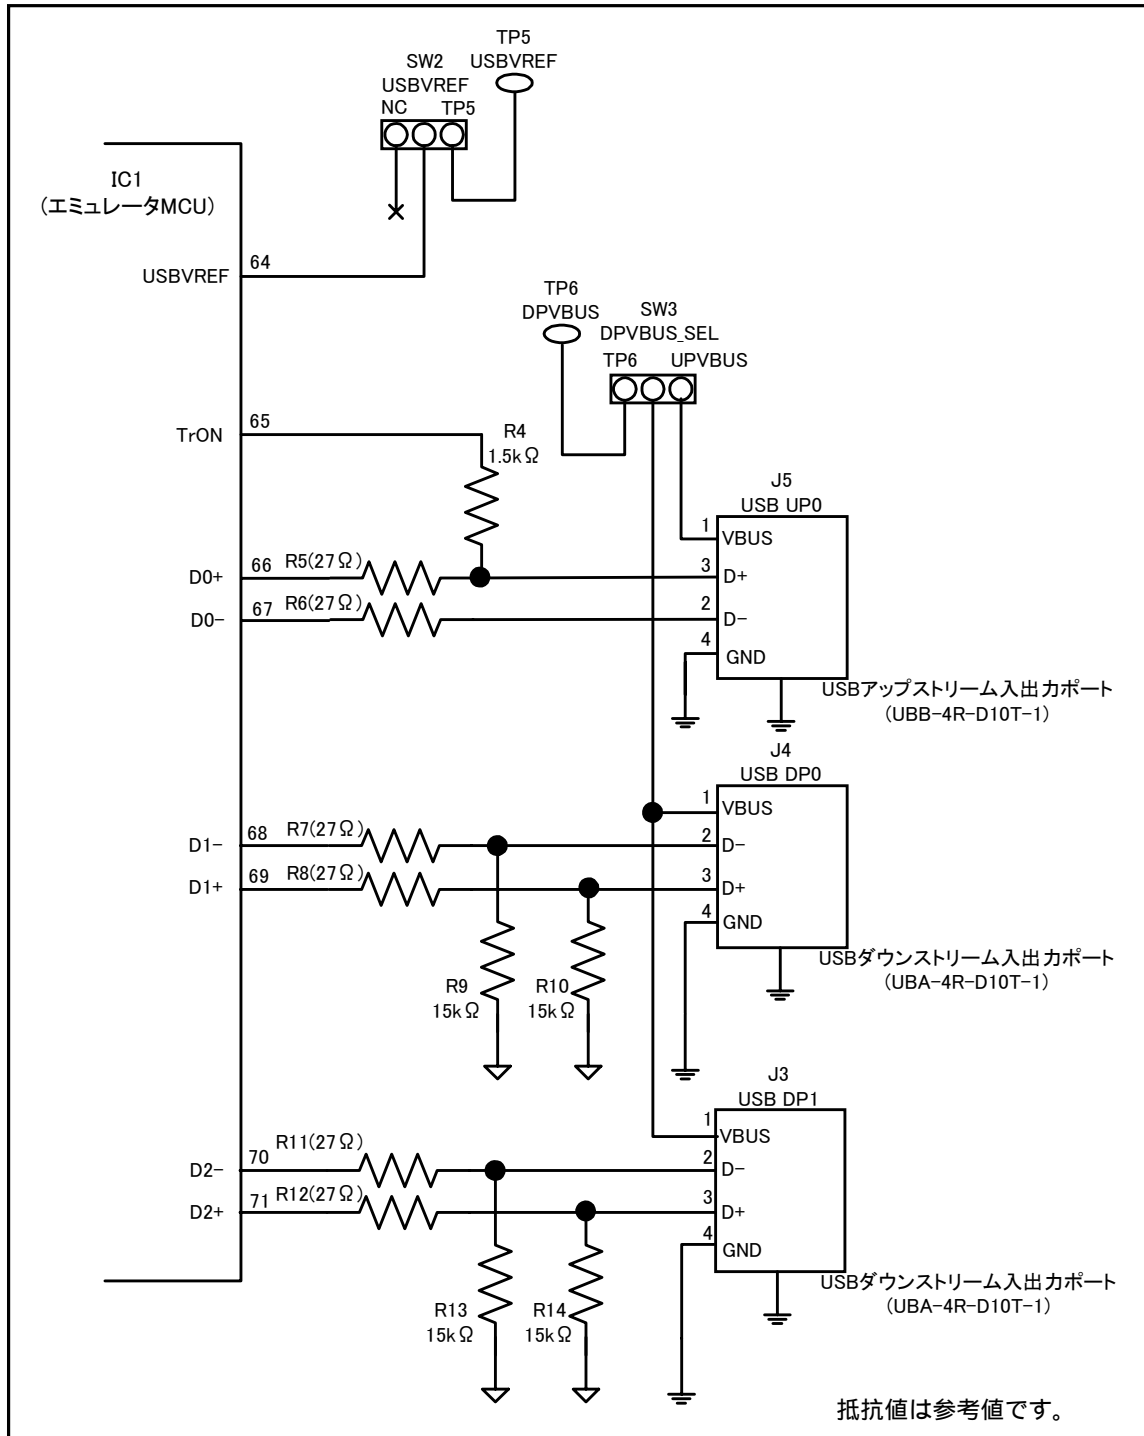 TP5
USBVREF
SW2
USBVREF
NC TP5
IC1
(エミュレータMCU)
USBVREF 64
TP6
DPVBUS
SW3
DPVBUS_SEL
TP6 UPVBUS
TrON 65
R4
1.5kΩ
J5
USB UP0
1 VBUS
D0+ 66 R5(27Ω) 3 D+
D0− 67 R6(27Ω) 2 D−
4 GND
USBアップストリーム入出力ポート
(UBB-4R-D10T-1)
J4
USB DP0
1 VBUS
D1− 68 R7(27Ω) 2 D−
D1+ 69 R8(27Ω) 3 D+
4 GND
USBダウンストリーム入出力ポート
(UBA-4R-D10T-1)
R9
15kΩ
R10
15kΩ
J3
USB DP1
1 VBUS
D2− 70 R11(27Ω) 2 D−
D2+ 71 R12(27Ω) 3 D+
4 GND
USBダウンストリーム入出力ポート
(UBA-4R-D10T-1)
R13
15kΩ
R14
15kΩ
抵抗値は参考値です。